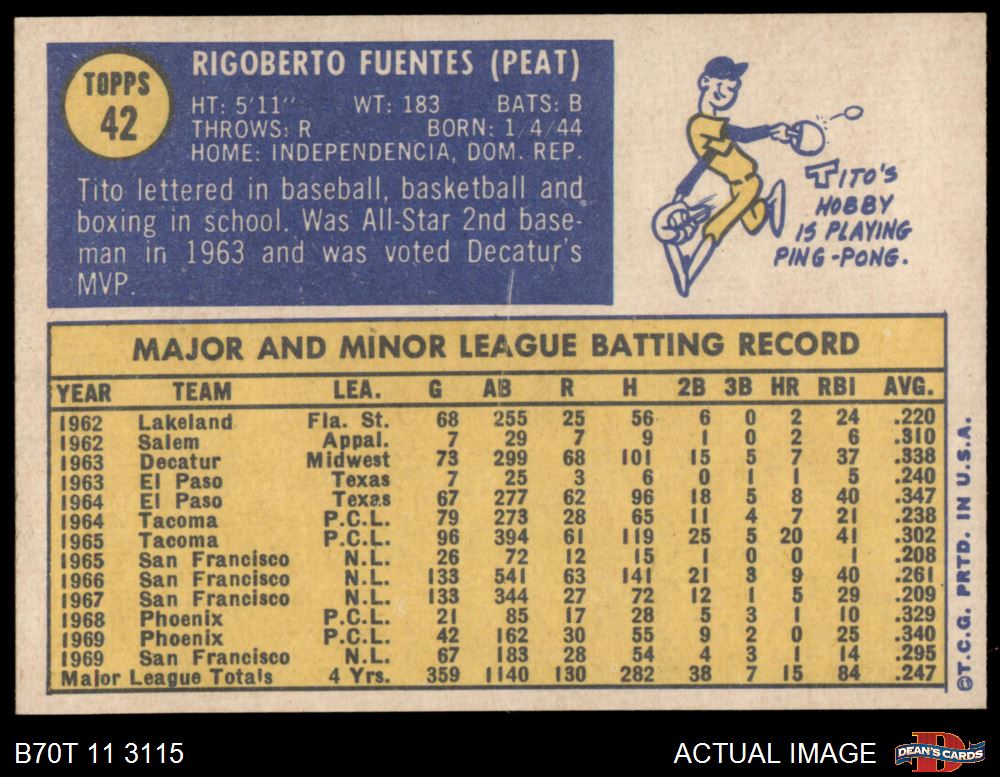 TOPPS
42
RIGOBERTO FUENTES (PEAT)
HT: 5'11" WT: 183 BATS: B
THROWS: R BORN: 1/4/44
HOME: INDEPENDENCIA, DOM. REP.
Tito lettered in baseball, basketball and
boxing in school. Was All-Star 2nd base-
man in 1963 and was voted Decatur's
MVP.
TITO'S
HOBBY
IS PLAYING
PING-PONG.
MAJOR AND MINOR LEAGUE BATTING RECORD
YEAR TEAM LEA. G AB R H 2B 3B HR RBI AVG.
1962 Lakeland Fla. St. 68 255 25 56 6 0 2 24 .220
1962 Salem Appal. 7 29 7 9 1 0 2 6 .310
1963 Decatur Midwest 73 299 68 101 15 5 7 37 .338
1963 El Paso Texas 7 25 3 6 0 1 1 5 .240
1964 El Paso Texas 67 277 62 96 18 5 8 40 .347
1964 Tacoma P.C.L. 79 273 28 65 11 4 7 21 .238
1965 Tacoma P.C.L. 96 394 61 119 25 5 20 41 .302
1965 San Francisco N.L. 26 72 12 15 1 0 0 1 .208
1966 San Francisco N.L. 133 541 63 141 21 3 9 40 .261
1967 San Francisco N.L. 133 344 27 72 12 1 5 29 .209
1968 Phoenix P.C.L. 21 85 17 28 5 3 1 10 .329
1969 Phoenix P.C.L. 42 162 30 55 9 2 0 25 .340
1969 San Francisco N.L. 67 183 28 54 4 3 1 14 .295
Major League Totals 4 Yrs. 359 1140 130 282 38 7 15 84 .247
©T.C.G. PRTD. IN U.S.A.
B70T 11 3115
ACTUAL IMAGE
DEAN'S CARDS